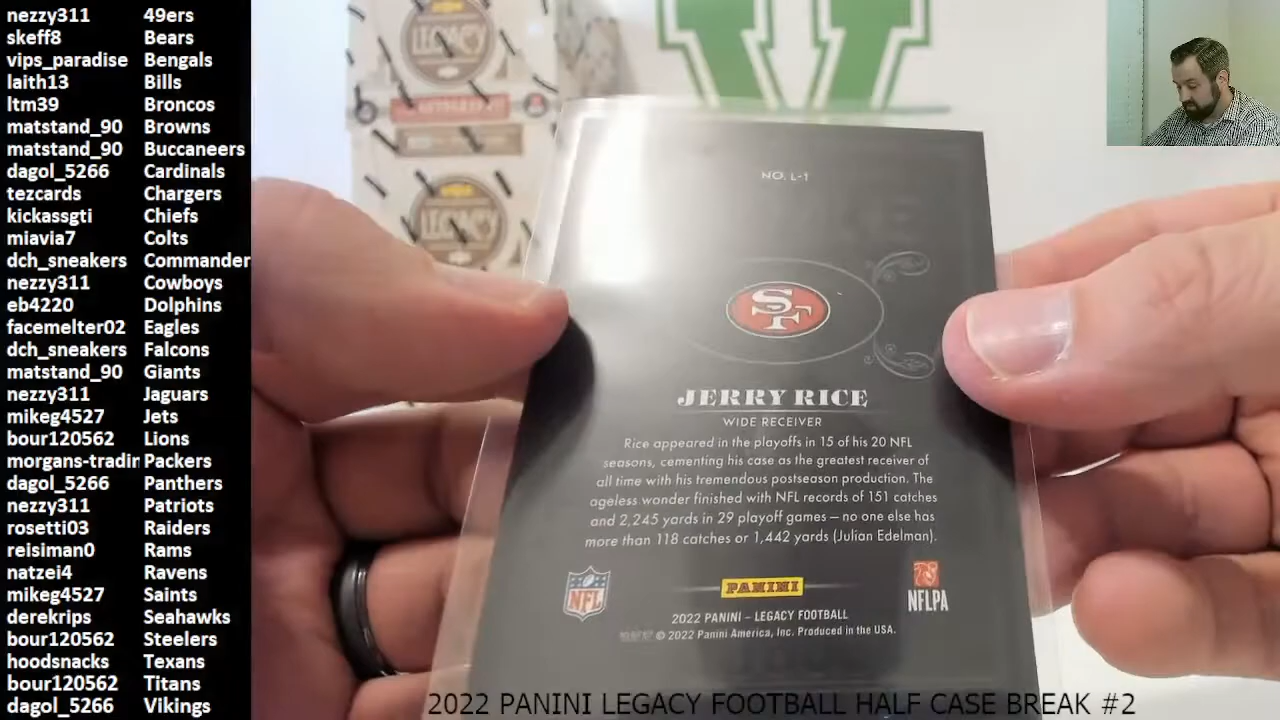 nezzy311 49ers
skeff8 Bears
vips_paradise Bengals
laith13 Bills
ltm39 Broncos
matstand_90 Browns
matstand_90 Buccaneers
dagol_5266 Cardinals
tezcards Chargers
kickassgti Chiefs
miavia7 Colts
dch_sneakers Commander
nezzy311 Cowboys
eb4220 Dolphins
facemelter02 Eagles
dch_sneakers Falcons
matstand_90 Giants
nezzy311 Jaguars
mikeg4527 Jets
bour120562 Lions
morgans-tradin Packers
dagol_5266 Panthers
nezzy311 Patriots
rosetti03 Raiders
reisiman0 Rams
natzei4 Ravens
mikeg4527 Saints
derekrips Seahawks
bour120562 Steelers
hoodsnacks Texans
bour120562 Titans
dagol_5266 Vikings
LEGACY
LEGACY
NO. L-1
SF
JERRY RICE
WIDE RECEIVER
Rice appeared in the playoffs in 15 of his 20 NFL
seasons, cementing his case as the greatest receiver of
all time with his tremendous postseason production. The
ageless wonder finished with NFL records of 151 catches
and 2,245 yards in 29 playoff games – no one else has
more than 118 catches or 1,442 yards (Julian Edelman).
NFL
PANINI
NFLPA
2022 PANINI – LEGACY FOOTBALL
© 2022 Panini America, Inc. Produced in the USA.
2022 PANINI LEGACY FOOTBALL HALF CASE BREAK #2